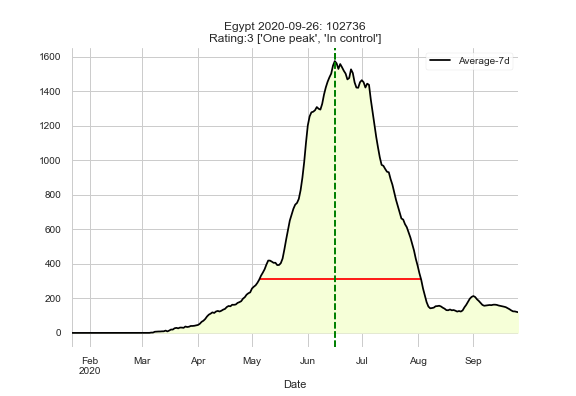 Egypt 2020-09-26: 102736
Rating:3 ['One peak', 'In control']
Average-7d
1600
1400
1200
1000
800
600
400
200
0
Feb Mar Apr May Jun Jul Aug Sep
2020
Date